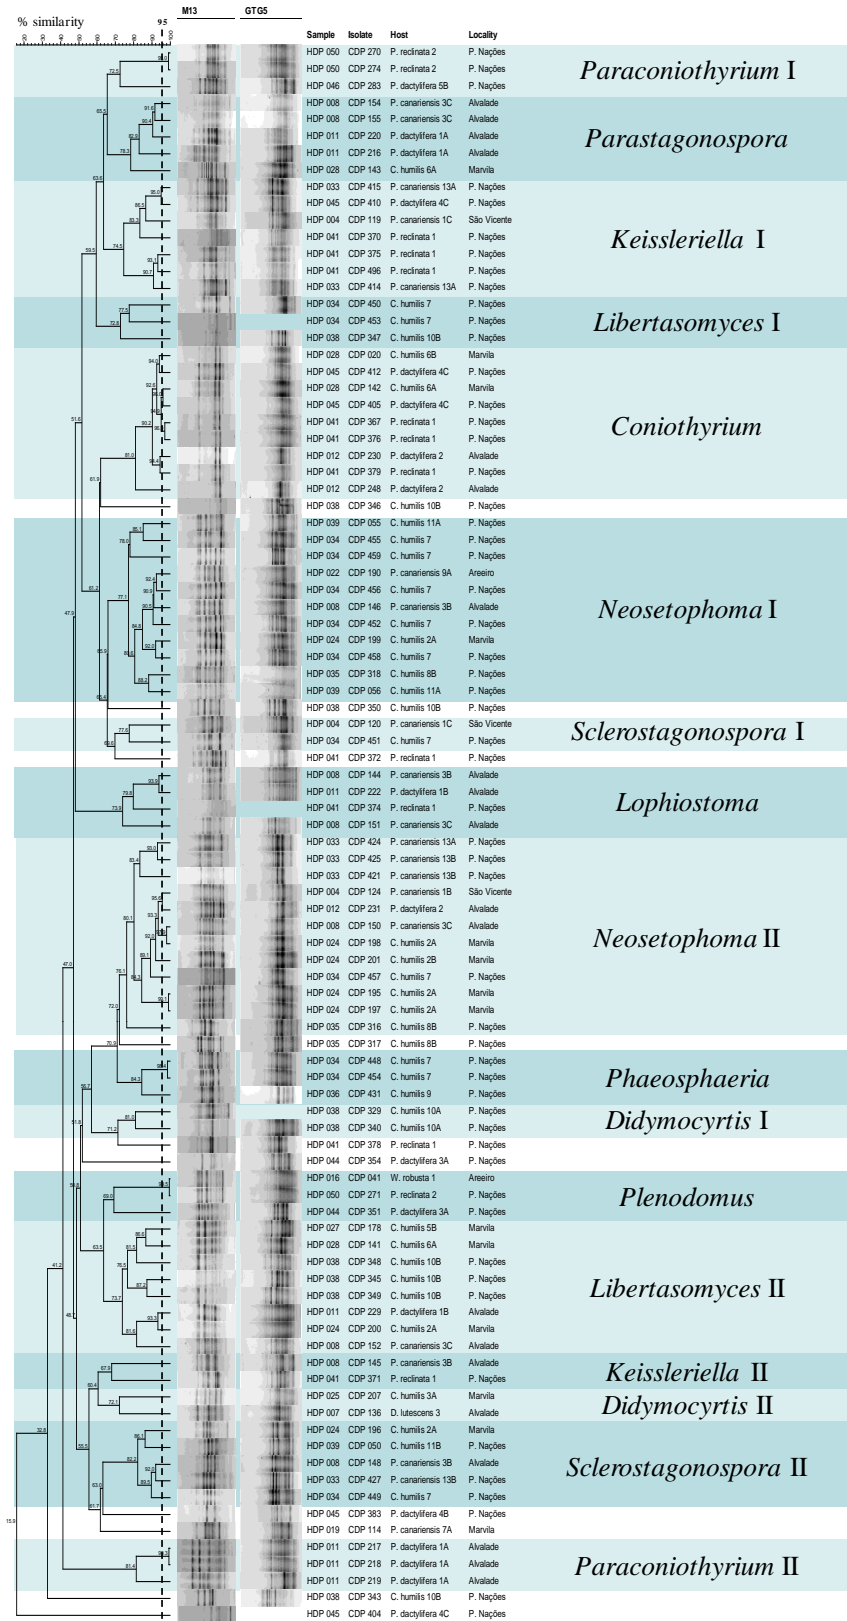 M13 GTG5
% similarity 95
20 30 40 50 60 70 80 90 100
Sample Isolate Host Locality
HDP 050 CDP 270 P. reclinata 2 P. Nações
HDP 050 CDP 274 P. reclinata 2 P. Nações
HDP 046 CDP 283 P. dactylifera 5B P. Nações
Paraconiothyrium I
HDP 008 CDP 154 P. canariensis 3C Alvalade
HDP 008 CDP 155 P. canariensis 3C Alvalade
HDP 011 CDP 220 P. dactylifera 1A Alvalade
HDP 011 CDP 216 P. dactylifera 1A Alvalade
HDP 028 CDP 143 C. humilis 6A Marvila
Parastagonospora
HDP 033 CDP 415 P. canariensis 13A P. Nações
HDP 045 CDP 410 P. dactylifera 4C P. Nações
HDP 004 CDP 119 P. canariensis 1C São Vicente
HDP 041 CDP 370 P. reclinata 1 P. Nações
HDP 041 CDP 375 P. reclinata 1 P. Nações
HDP 041 CDP 496 P. reclinata 1 P. Nações
HDP 033 CDP 414 P. canariensis 13A P. Nações
Keissleriella I
HDP 034 CDP 450 C. humilis 7 P. Nações
HDP 034 CDP 453 C. humilis 7 P. Nações
HDP 038 CDP 347 C. humilis 10B P. Nações
Libertasomyces I
HDP 028 CDP 020 C. humilis 6B Marvila
HDP 045 CDP 412 P. dactylifera 4C P. Nações
HDP 028 CDP 142 C. humilis 6A Marvila
HDP 045 CDP 405 P. dactylifera 4C P. Nações
HDP 041 CDP 367 P. reclinata 1 P. Nações
HDP 041 CDP 376 P. reclinata 1 P. Nações
HDP 012 CDP 230 P. dactylifera 2 Alvalade
HDP 041 CDP 379 P. reclinata 1 P. Nações
HDP 012 CDP 248 P. dactylifera 2 Alvalade
Coniothyrium
HDP 038 CDP 346 C. humilis 10B P. Nações
HDP 039 CDP 055 C. humilis 11A P. Nações
HDP 034 CDP 455 C. humilis 7 P. Nações
HDP 034 CDP 459 C. humilis 7 P. Nações
HDP 022 CDP 190 P. canariensis 9A Areeiro
HDP 034 CDP 456 C. humilis 7 P. Nações
HDP 008 CDP 146 P. canariensis 3B Alvalade
HDP 034 CDP 452 C. humilis 7 P. Nações
HDP 024 CDP 199 C. humilis 2A Marvila
HDP 034 CDP 458 C. humilis 7 P. Nações
HDP 035 CDP 318 C. humilis 8B P. Nações
HDP 039 CDP 056 C. humilis 11A P. Nações
Neosetophoma I
HDP 038 CDP 350 C. humilis 10B P. Nações
HDP 004 CDP 120 P. canariensis 1C São Vicente
HDP 034 CDP 451 C. humilis 7 P. Nações
Sclerostagonospora I
HDP 041 CDP 372 P. reclinata 1 P. Nações
HDP 008 CDP 144 P. canariensis 3B Alvalade
HDP 011 CDP 222 P. dactylifera 1B Alvalade
HDP 041 CDP 374 P. reclinata 1 P. Nações
HDP 008 CDP 151 P. canariensis 3C Alvalade
Lophiostoma
HDP 033 CDP 424 P. canariensis 13A P. Nações
HDP 033 CDP 425 P. canariensis 13B P. Nações
HDP 033 CDP 421 P. canariensis 13B P. Nações
HDP 004 CDP 124 P. canariensis 1B São Vicente
HDP 012 CDP 231 P. dactylifera 2 Alvalade
HDP 008 CDP 150 P. canariensis 3C Alvalade
HDP 024 CDP 198 C. humilis 2A Marvila
HDP 024 CDP 201 C. humilis 2B Marvila
HDP 034 CDP 457 C. humilis 7 P. Nações
HDP 024 CDP 195 C. humilis 2A Marvila
HDP 024 CDP 197 C. humilis 2A Marvila
HDP 035 CDP 316 C. humilis 8B P. Nações
Neosetophoma II
HDP 035 CDP 317 C. humilis 8B P. Nações
HDP 034 CDP 448 C. humilis 7 P. Nações
HDP 034 CDP 454 C. humilis 7 P. Nações
HDP 036 CDP 431 C. humilis 9 P. Nações
Phaeosphaeria
HDP 038 CDP 329 C. humilis 10A P. Nações
HDP 038 CDP 340 C. humilis 10A P. Nações
Didymocyrtis I
HDP 041 CDP 378 P. reclinata 1 P. Nações
HDP 044 CDP 354 P. dactylifera 3A P. Nações
HDP 016 CDP 041 W. robusta 1 Areeiro
HDP 050 CDP 271 P. reclinata 2 P. Nações
HDP 044 CDP 351 P. dactylifera 3A P. Nações
Plenodomus
HDP 027 CDP 178 C. humilis 5B Marvila
HDP 028 CDP 141 C. humilis 6A Marvila
HDP 038 CDP 348 C. humilis 10B P. Nações
HDP 038 CDP 345 C. humilis 10B P. Nações
HDP 038 CDP 349 C. humilis 10B P. Nações
HDP 011 CDP 229 P. dactylifera 1B Alvalade
HDP 024 CDP 200 C. humilis 2A Marvila
HDP 008 CDP 152 P. canariensis 3C Alvalade
Libertasomyces II
HDP 008 CDP 145 P. canariensis 3B Alvalade
HDP 041 CDP 371 P. reclinata 1 P. Nações
Keissleriella II
HDP 025 CDP 207 C. humilis 3A Marvila
HDP 007 CDP 136 D. lutescens 3 Alvalade
Didymocyrtis II
HDP 024 CDP 196 C. humilis 2A Marvila
HDP 039 CDP 050 C. humilis 11B P. Nações
HDP 008 CDP 148 P. canariensis 3B Alvalade
HDP 033 CDP 427 P. canariensis 13B P. Nações
HDP 034 CDP 449 C. humilis 7 P. Nações
Sclerostagonospora II
HDP 045 CDP 383 P. dactylifera 4B P. Nações
HDP 019 CDP 114 P. canariensis 7A Marvila
HDP 011 CDP 217 P. dactylifera 1A Alvalade
HDP 011 CDP 218 P. dactylifera 1A Alvalade
HDP 011 CDP 219 P. dactylifera 1A Alvalade
Paraconiothyrium II
HDP 038 CDP 343 C. humilis 10B P. Nações
HDP 045 CDP 404 P. dactylifera 4C P. Nações